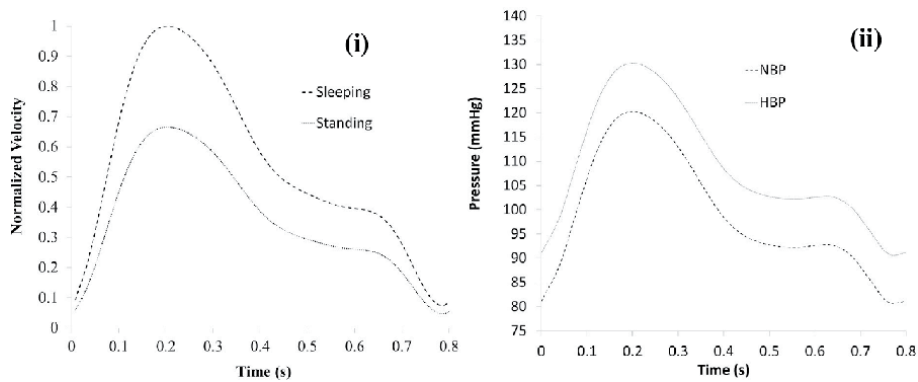 (i)
Normalized Velocity
1
0.9
0.8
0.7
0.6
0.5
0.4
0.3
0.2
0.1
0
Sleeping
Standing
0 0.1 0.2 0.3 0.4 0.5 0.6 0.7 0.8
Time (s)
(ii)
Pressure (mmHg)
140
135
130
125
120
115
110
105
100
95
90
85
80
75
NBP
HBP
0 0.1 0.2 0.3 0.4 0.5 0.6 0.7 0.8
Time (s)